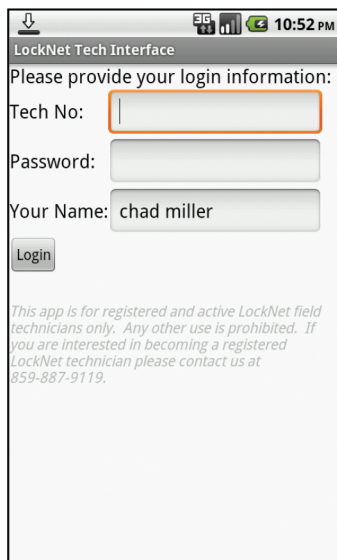 3G 10:52 PM
LockNet Tech Interface
Please provide your login information:
Tech No:
Password:
Your Name: chad miller
Login
This app is for registered and active LockNet field
technicians only.  Any other use is prohibited.  If
you are interested in becoming a registered
LockNet technician please contact us at
859-887-9119.